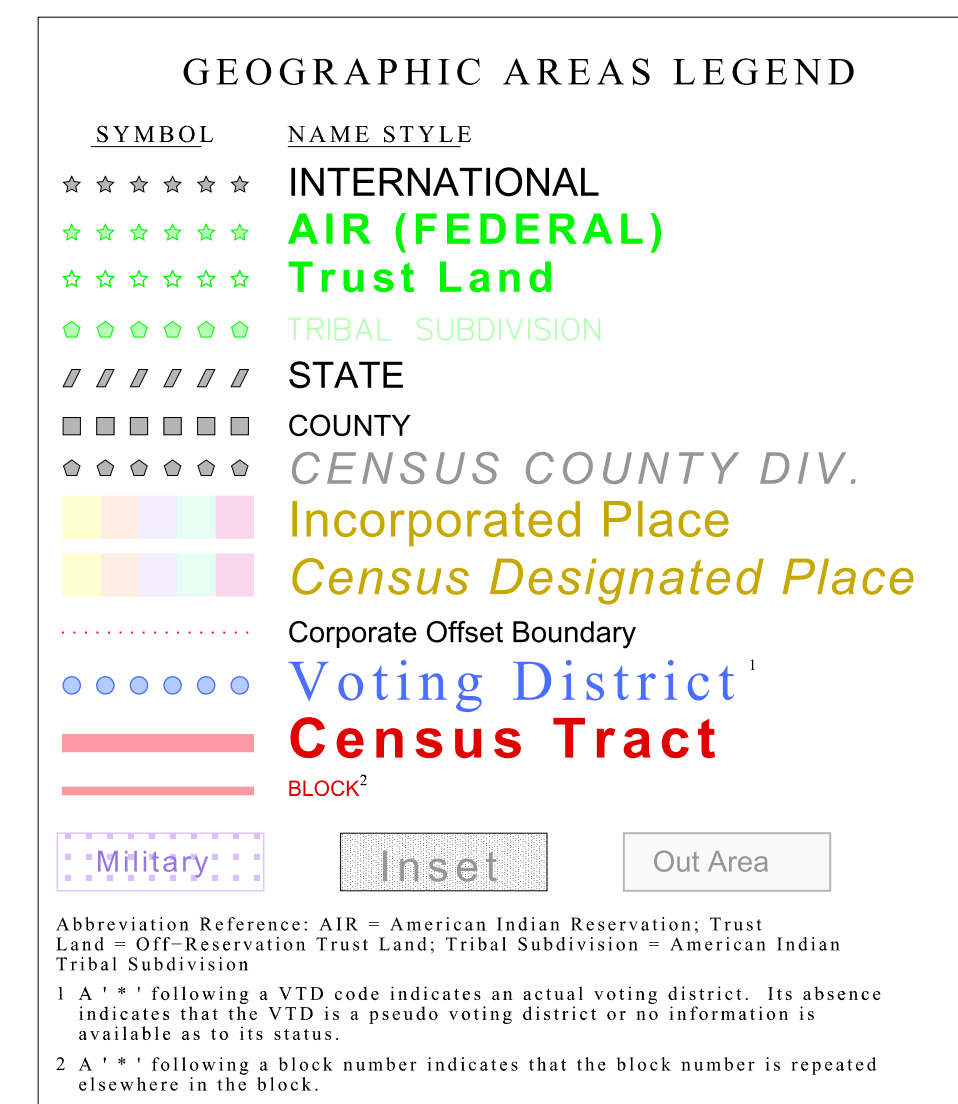 GEOGRAPHIC AREAS LEGEND
SYMBOL NAME STYLE
INTERNATIONAL
AIR (FEDERAL)
Trust Land
TRIBAL SUBDIVISION
STATE
COUNTY
CENSUS COUNTY DIV.
Incorporated Place
Census Designated Place
Corporate Offset Boundary
Voting District 1
Census Tract
BLOCK2
Military Inset Out Area
Abbreviation Reference: AIR = American Indian Reservation; Trust
Land = Off−Reservation Trust Land; Tribal Subdivision = American Indian
Tribal Subdivision
1 A ' * ' following a VTD code indicates an actual voting district. Its absence
indicates that the VTD is a pseudo voting district or no information is
available as to its status.
2 A ' * ' following a block number indicates that the block number is repeated
elsewhere in the block.